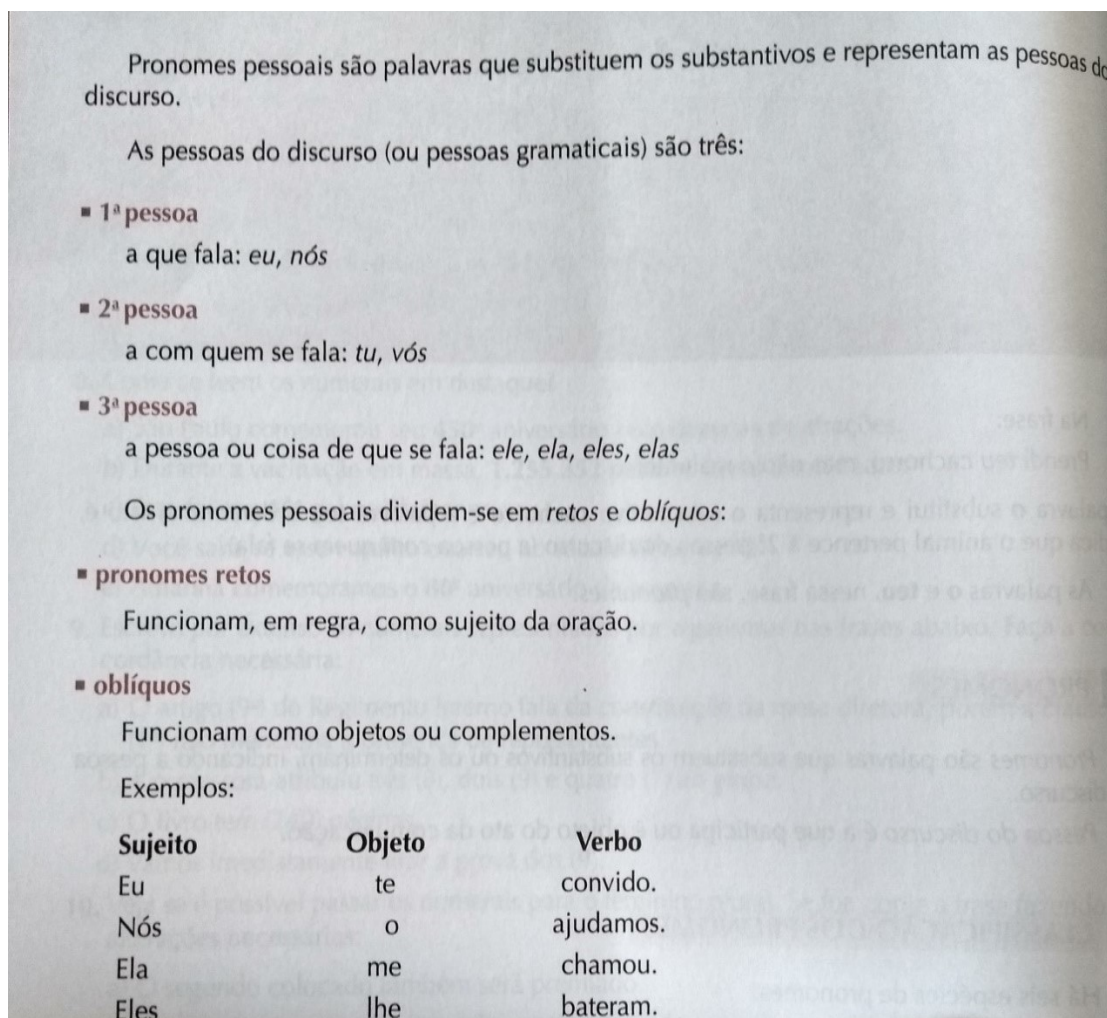 Pronomes pessoais são palavras que substituem os substantivos e representam as pessoas do
discurso.
As pessoas do discurso (ou pessoas gramaticais) são três:
▪ 1ª pessoa
a que fala: eu, nós
▪ 2ª pessoa
a com quem se fala: tu, vós
▪ 3ª pessoa
a pessoa ou coisa de que se fala: ele, ela, eles, elas
Os pronomes pessoais dividem-se em retos e oblíquos:
▪ pronomes retos
Funcionam, em regra, como sujeito da oração.
▪ oblíquos
Funcionam como objetos ou complementos.
Exemplos:
Sujeito Objeto Verbo
Eu te convido.
Nós o ajudamos.
Ela me chamou.
Eles lhe bateram.